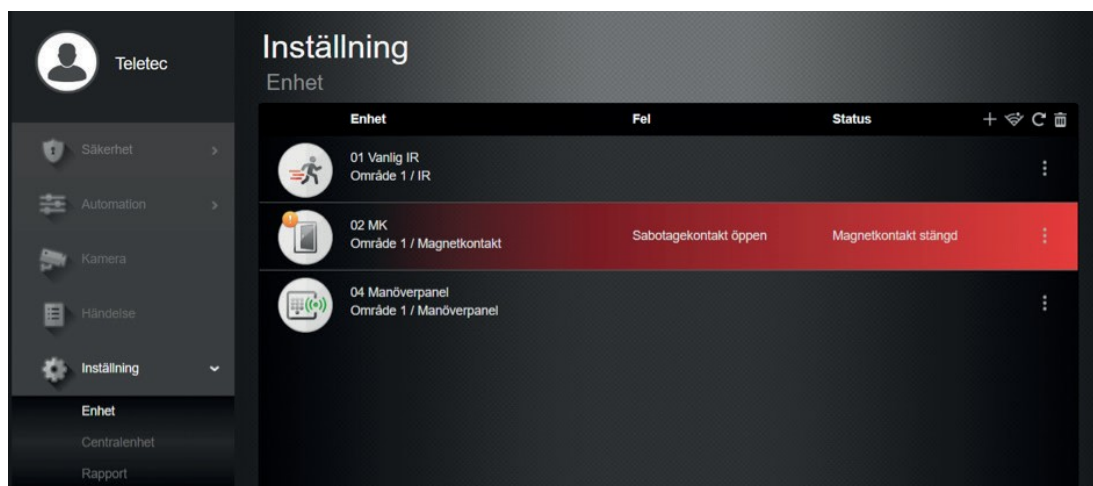 Teletec
Säkerhet
Automation
Kamera
Händelse
Inställning
Enhet
Centralenhet
Rapport
Inställning
Enhet
Enhet Fel Status
01 Vanlig IR
Område 1 / IR
02 MK
Område 1 / Magnetkontakt
Sabotagekontakt öppen
Magnetkontakt stängd
04 Manöverpanel
Område 1 / Manöverpanel